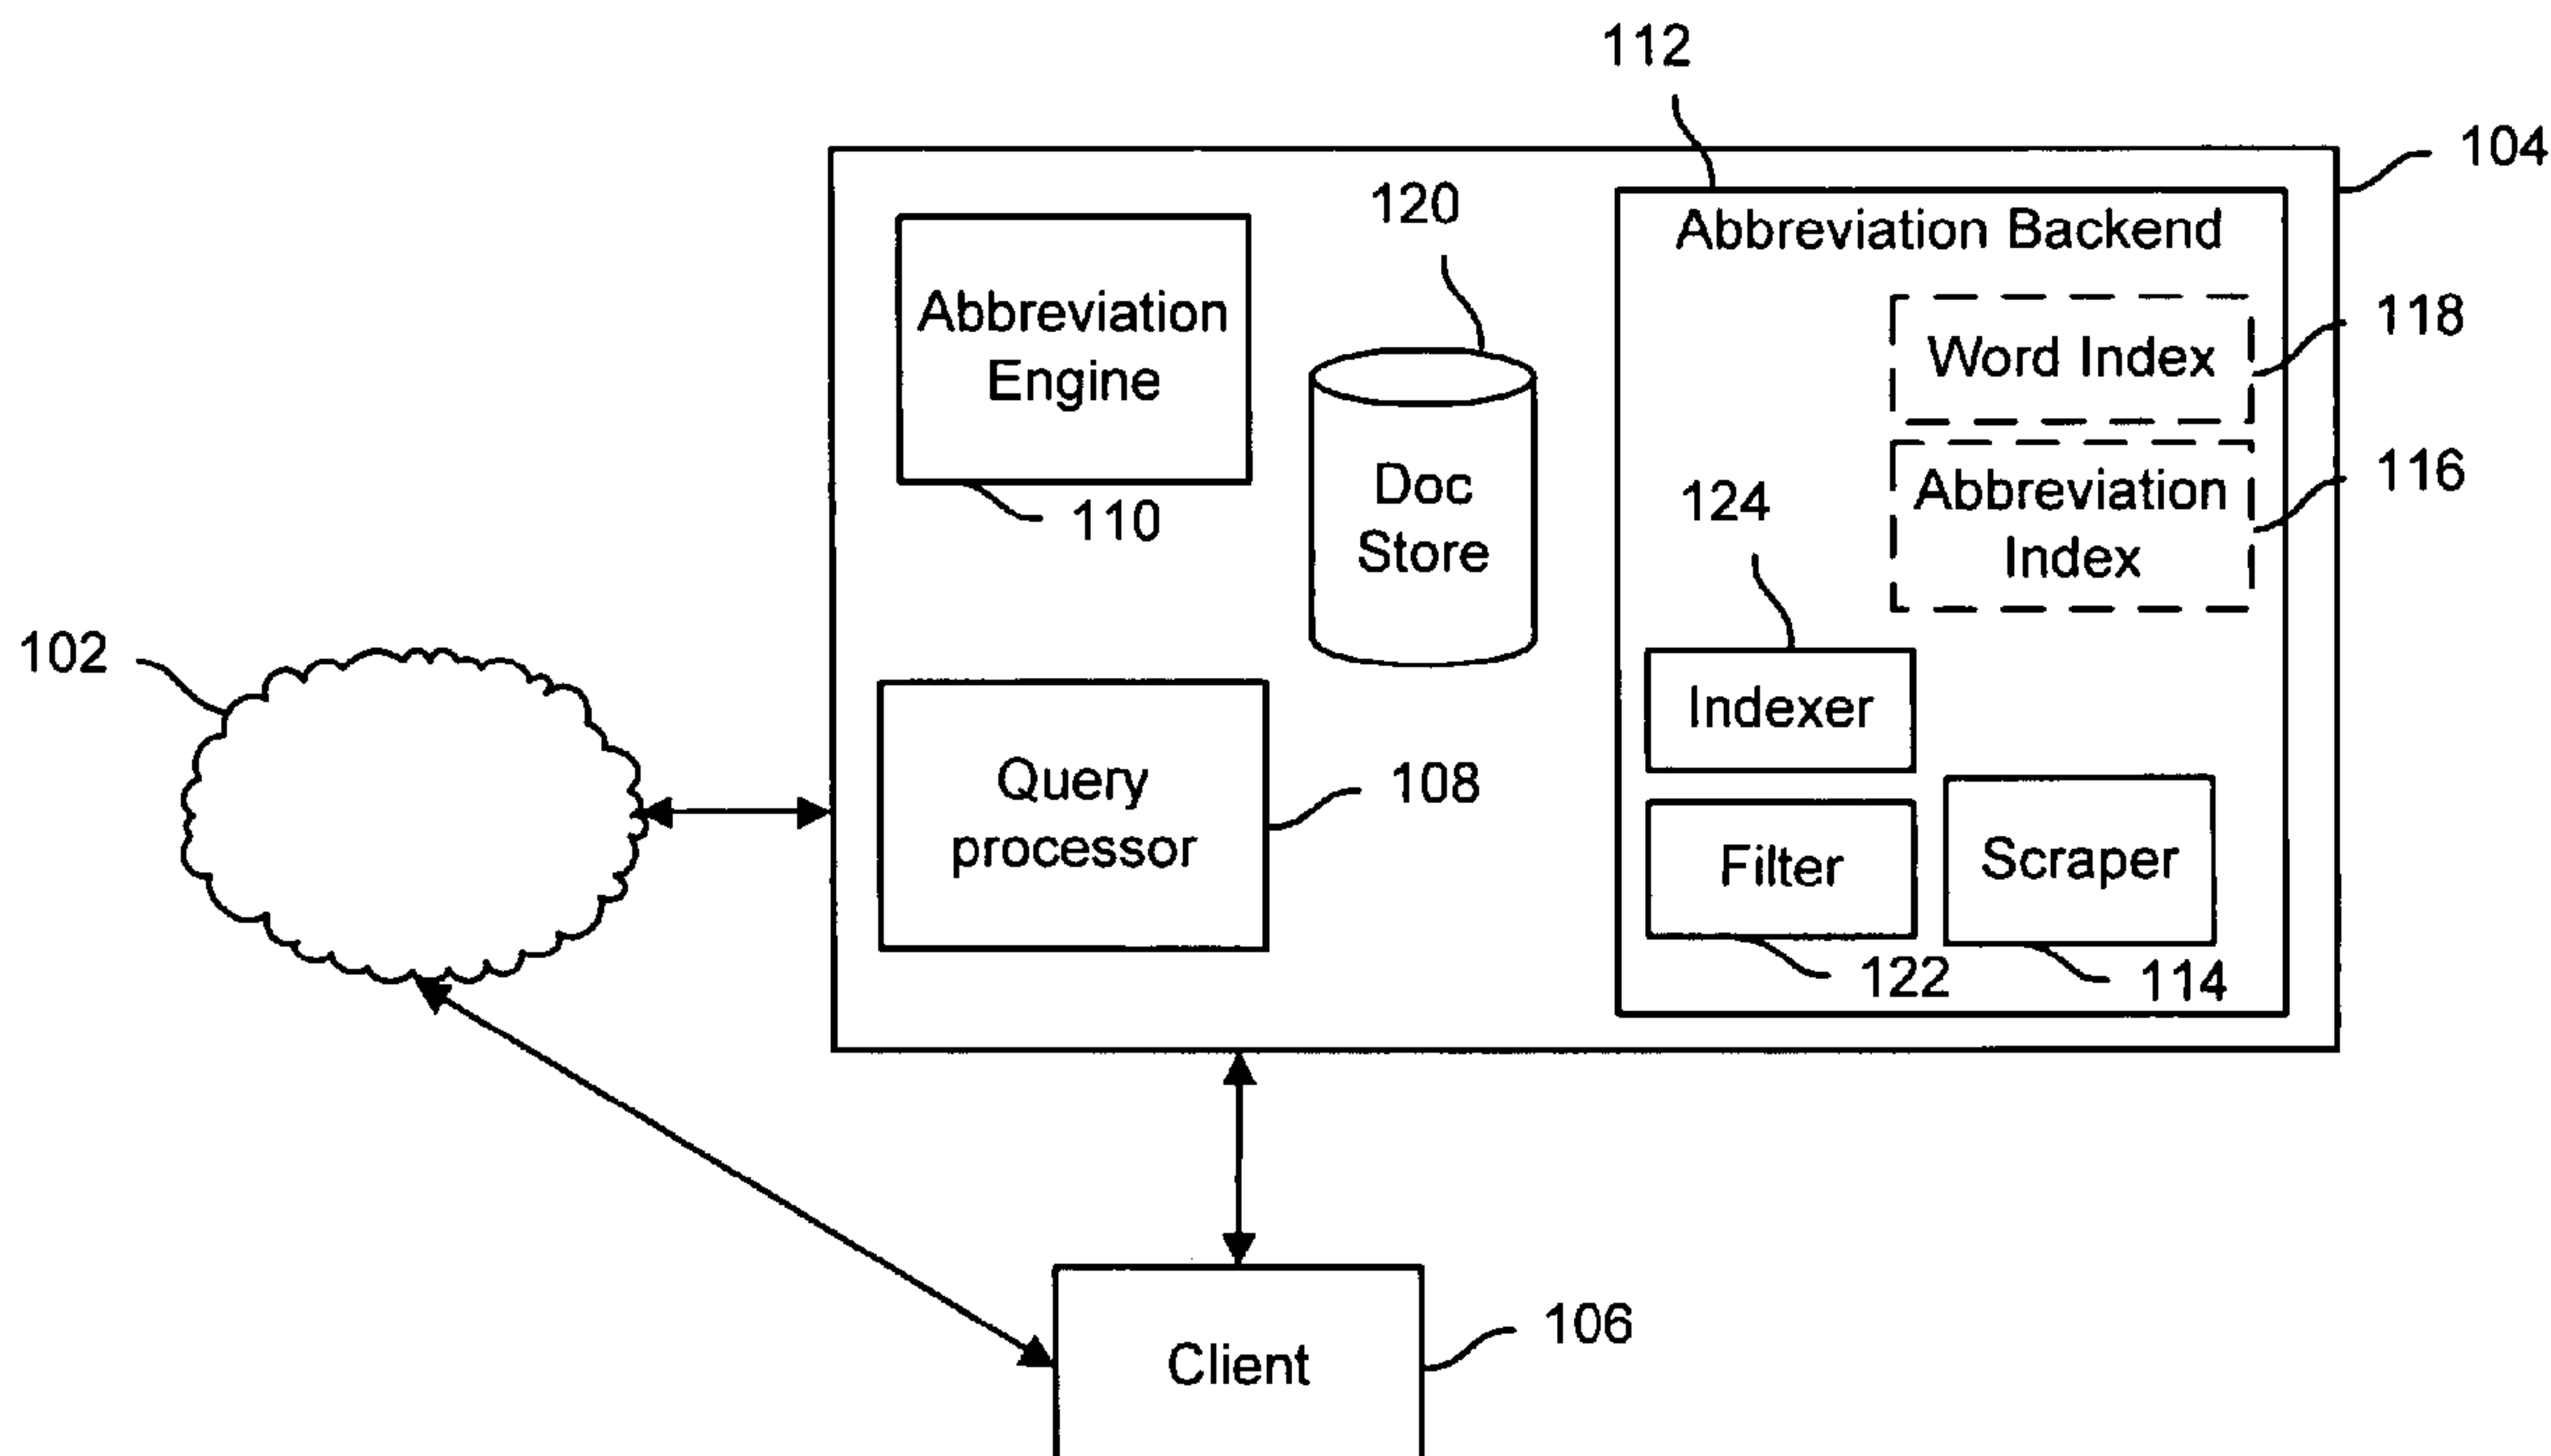 112
104
120
Abbreviation Backend
Abbreviation
Engine
118
Word Index
110
Doc
Store
116
Abbreviation
Index
124
102
Indexer
Query
processor
108
Filter
Scraper
122
114
106
Client